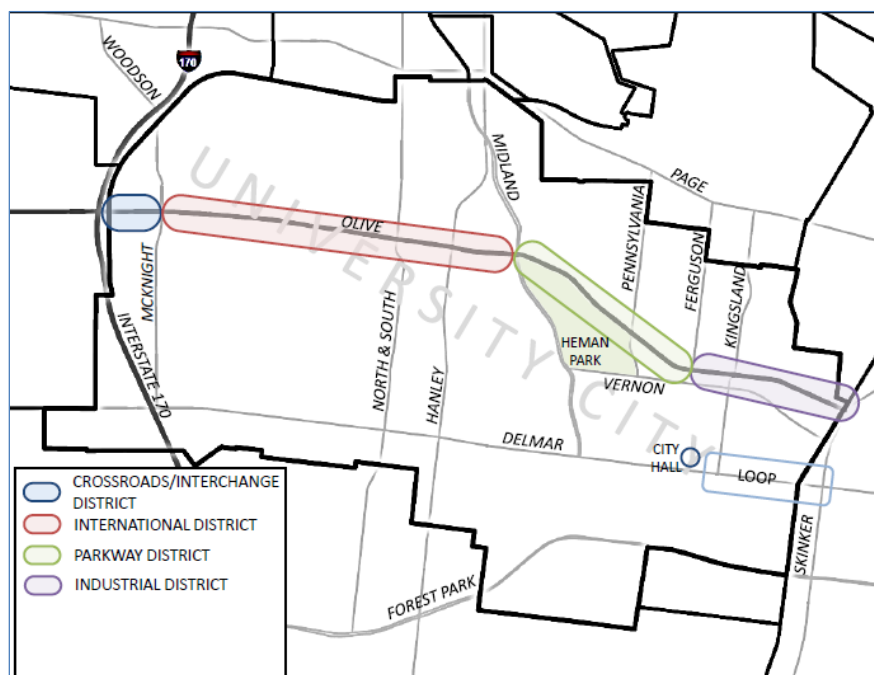 WOODSON
170
MIDLAND
PAGE
UNIVERSITY CITY
OLIVE
PENNSYLVANIA
FERGUSON
KINGSLAND
MCKNIGHT
INTERSTATE 170
NORTH & SOUTH
HANLEY
HEMAN
PARK
VERNON
DELMAR
CITY
HALL
LOOP
SKINKER
FOREST PARK
CROSSROADS/INTERCHANGE
DISTRICT
INTERNATIONAL DISTRICT
PARKWAY DISTRICT
INDUSTRIAL DISTRICT